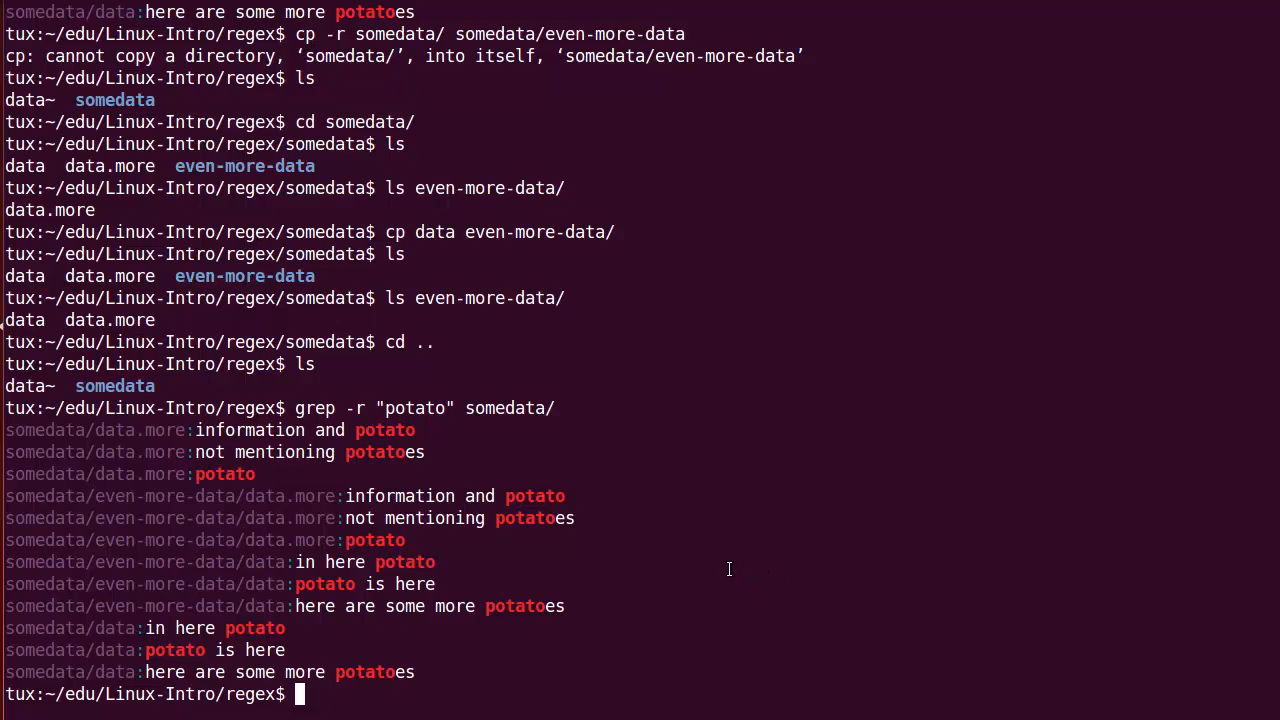 somedata/data:here are some more potatoes
tux:~/edu/Linux-Intro/regex$ cp -r somedata/ somedata/even-more-data
cp: cannot copy a directory, ‘somedata/’, into itself, ‘somedata/even-more-data’
tux:~/edu/Linux-Intro/regex$ ls
data~  somedata
tux:~/edu/Linux-Intro/regex$ cd somedata/
tux:~/edu/Linux-Intro/regex/somedata$ ls
data  data.more  even-more-data
tux:~/edu/Linux-Intro/regex/somedata$ ls even-more-data/
data.more
tux:~/edu/Linux-Intro/regex/somedata$ cp data even-more-data/
tux:~/edu/Linux-Intro/regex/somedata$ ls
data  data.more  even-more-data
tux:~/edu/Linux-Intro/regex/somedata$ ls even-more-data/
data  data.more
tux:~/edu/Linux-Intro/regex/somedata$ cd ..
tux:~/edu/Linux-Intro/regex$ ls
data~  somedata
tux:~/edu/Linux-Intro/regex$ grep -r "potato" somedata/
somedata/data.more:information and potato
somedata/data.more:not mentioning potatoes
somedata/data.more:potato
somedata/even-more-data/data.more:information and potato
somedata/even-more-data/data.more:not mentioning potatoes
somedata/even-more-data/data.more:potato
somedata/even-more-data/data:in here potato
somedata/even-more-data/data:potato is here
somedata/even-more-data/data:here are some more potatoes
somedata/data:in here potato
somedata/data:potato is here
somedata/data:here are some more potatoes
tux:~/edu/Linux-Intro/regex$